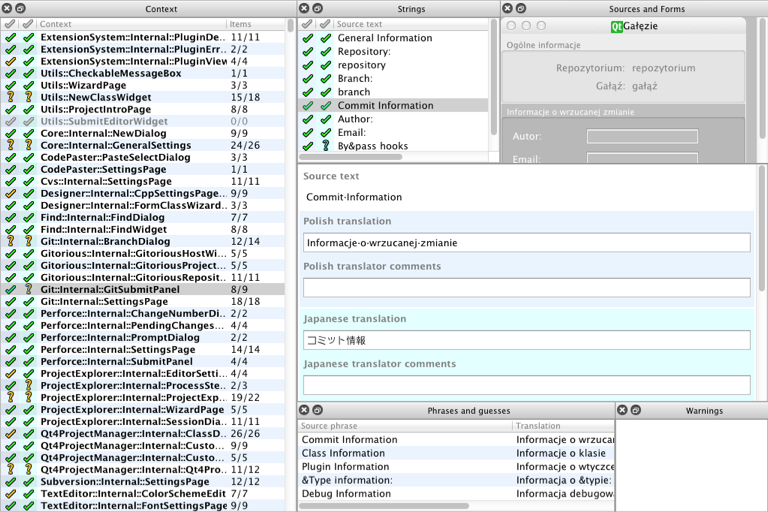 Context
Context Items
ExtensionSystem::Internal::PluginDe... 11/11
ExtensionSystem::Internal::PluginErr... 2/2
ExtensionSystem::Internal::PluginView 4/4
Utils::CheckableMessageBox 1/1
Utils::WizardPage 3/3
Utils::NewClassWidget 15/18
Utils::ProjectIntroPage 8/8
Utils::SubmitEditorWidget 0/0
Core::Internal::NewDialog 9/9
Core::Internal::GeneralSettings 24/26
CodePaster::PasteSelectDialog 3/3
CodePaster::SettingsPage 1/1
Cvs::Internal::SettingsPage 11/11
Designer::Internal::CppSettingsPage... 9/9
Designer::Internal::FormClassWizard... 3/3
Find::Internal::FindDialog 7/7
Find::Internal::FindWidget 8/8
Git::Internal::BranchDialog 12/14
Gitorious::Internal::GitoriousHostWi... 5/5
Gitorious::Internal::GitoriousProject... 5/5
Gitorious::Internal::GitoriousReposit... 11/11
Git::Internal::GitSubmitPanel 8/9
Git::Internal::SettingsPage 18/18
Perforce::Internal::ChangeNumberDi... 2/2
Perforce::Internal::PendingChanges... 4/4
Perforce::Internal::PromptDialog 2/2
Perforce::Internal::SettingsPage 14/14
Perforce::Internal::SubmitPanel 4/4
ProjectExplorer::Internal::EditorSetti... 4/4
ProjectExplorer::Internal::ProcessSte... 2/3
ProjectExplorer::Internal::ProjectExp... 19/22
ProjectExplorer::Internal::WizardPage 5/5
ProjectExplorer::Internal::SessionDia... 11/11
Qt4ProjectManager::Internal::ClassD... 26/26
Qt4ProjectManager::Internal::Custo... 9/9
Qt4ProjectManager::Internal::Custo... 5/5
Qt4ProjectManager::Internal::Qt4Pro... 11/12
Subversion::Internal::SettingsPage 12/12
TextEditor::Internal::ColorSchemeEdit 7/7
TextEditor::Internal::FontSettingsPage 9/9
Strings
Source text
General Information
Repository:
repository
Branch:
branch
Commit Information
Author:
Email:
By&pass hooks
Sources and Forms
Qt Gałęzie
Ogólne informacje
Repozytorium: repozytorium
Gałąź: gałąź
Informacje o wrzucanej zmianie
Autor:
Email:
Source text
Commit·Information
Polish translation
Informacje·o·wrzucanej·zmianie
Polish translator comments
Japanese translation
コミット情報
Japanese translator comments
Phrases and guesses
Source phrase Translation
Commit Information Informacje o wrzucar
Class Information Informacje o klasie
Plugin Information Informacje o wtyczce
&Type information: Informacja o &typie:
Debug Information Informacja debugow
Warnings